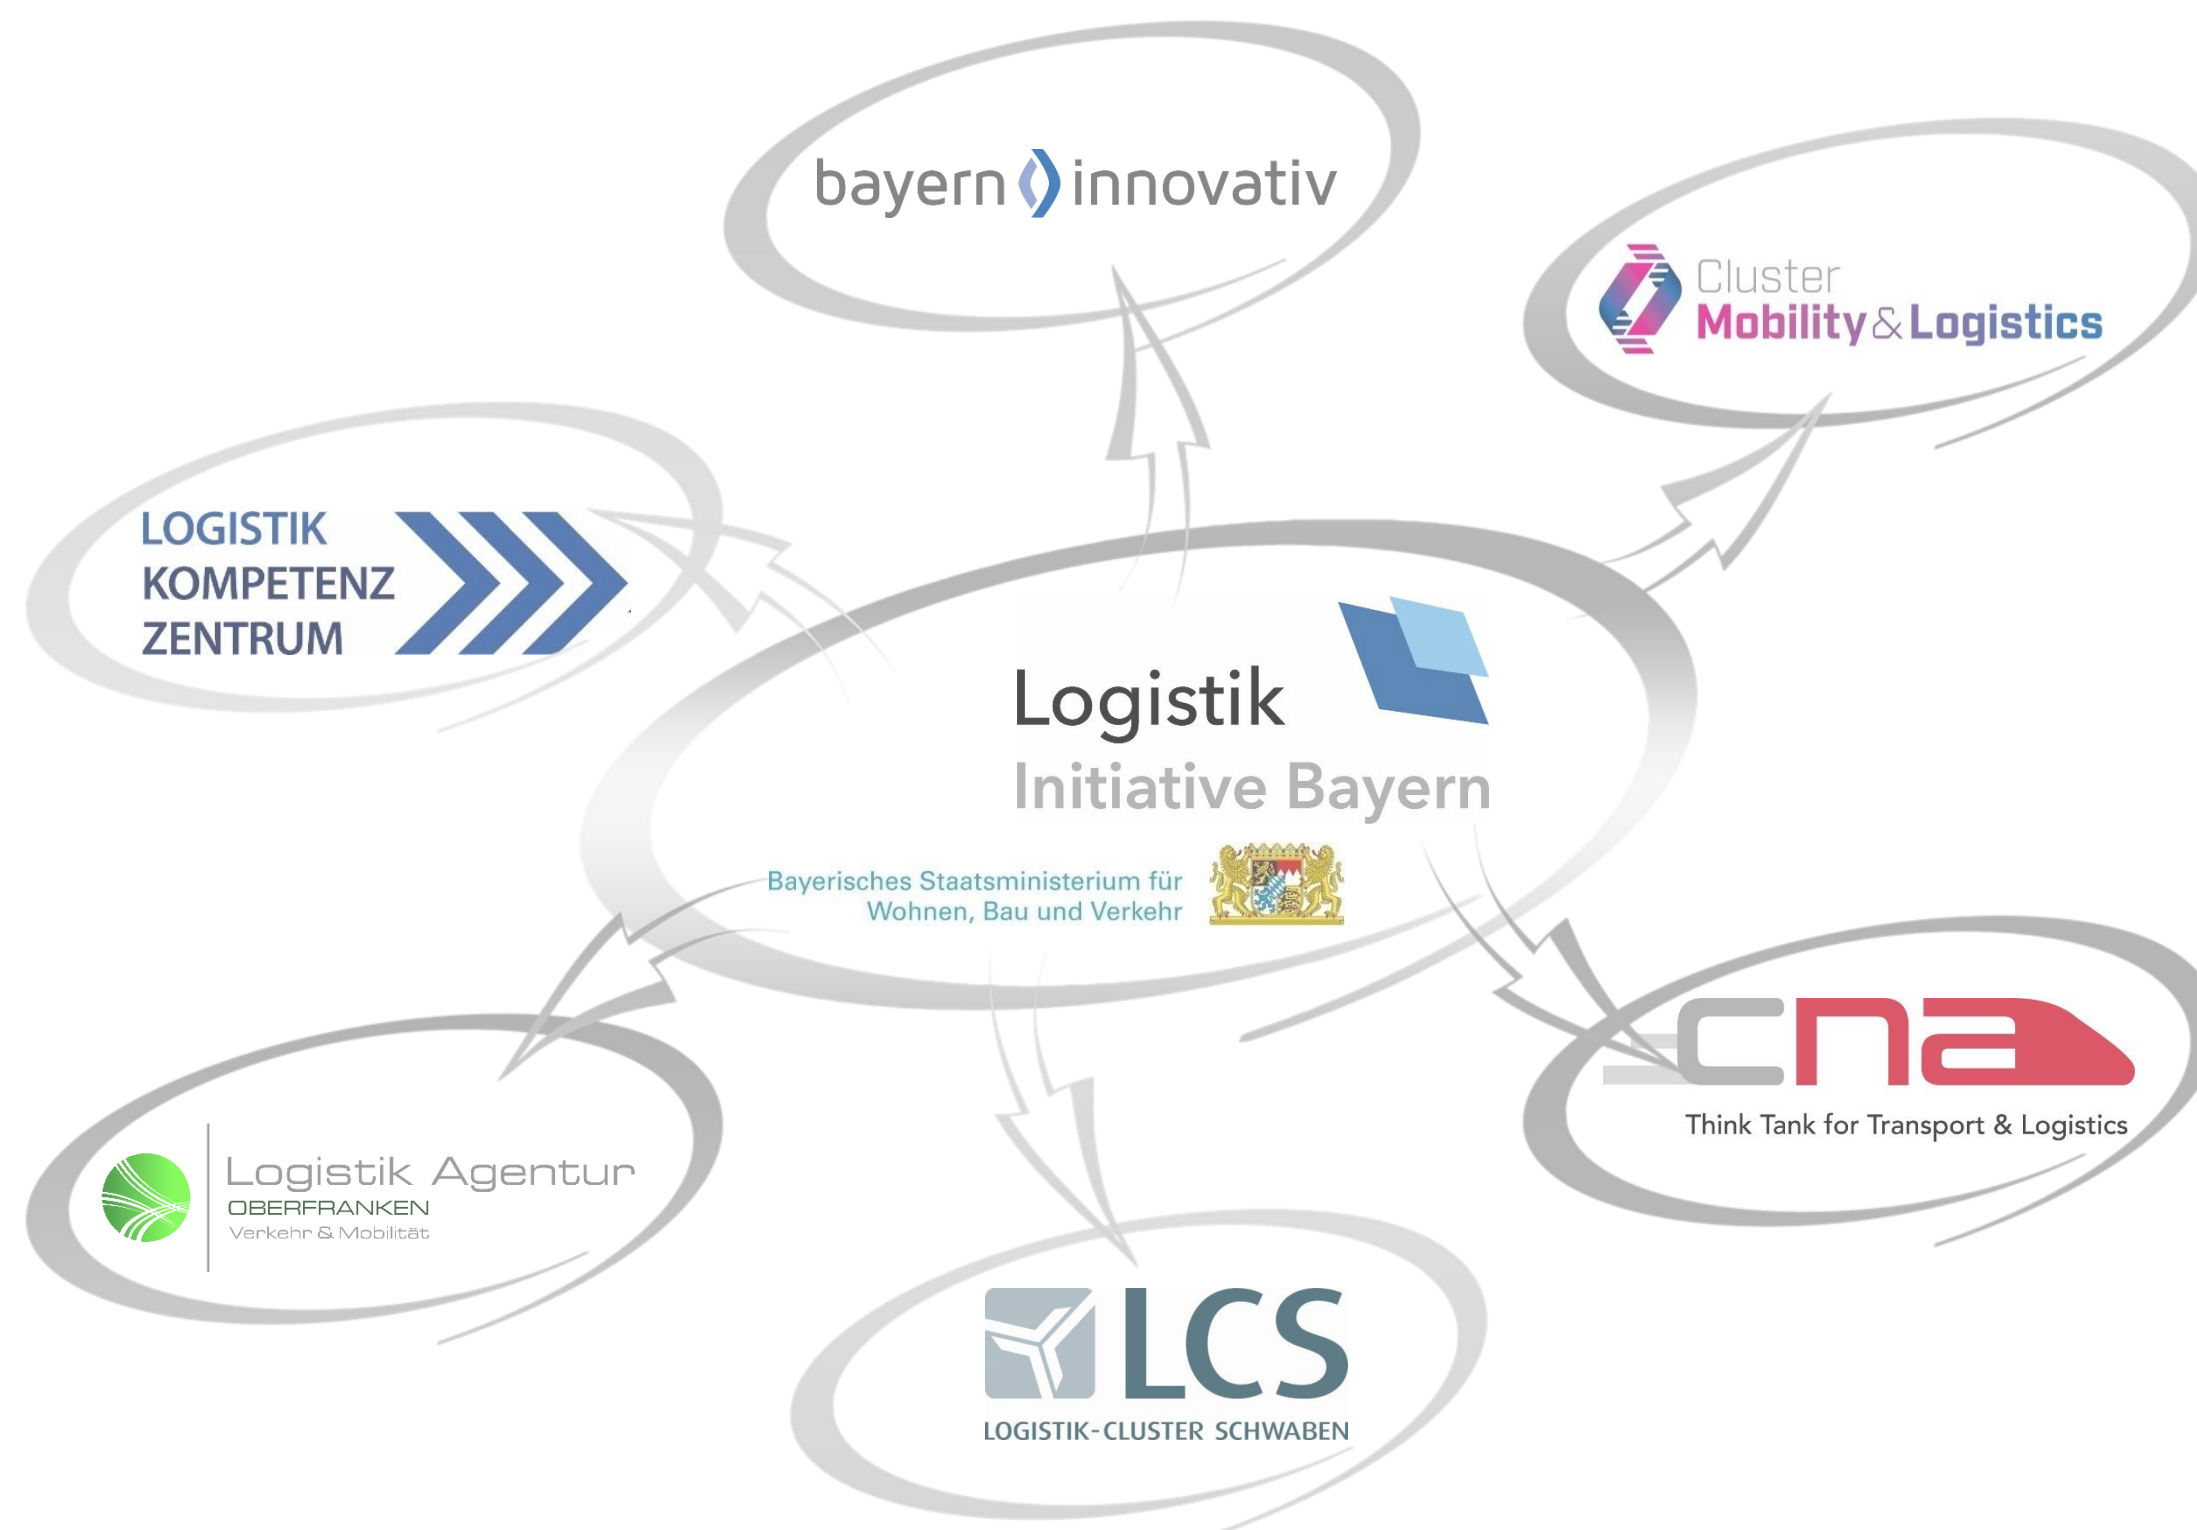 bayern innovativ
Cluster
Mobility & Logistics
LOGISTIK
KOMPETENZ
ZENTRUM
Logistik
Initiative Bayern
Bayerisches Staatsministerium für
Wohnen, Bau und Verkehr
cna
Think Tank for Transport & Logistics
Logistik Agentur
OBERFRANKEN
Verkehr & Mobilität
LCS
LOGISTIK-CLUSTER SCHWABEN